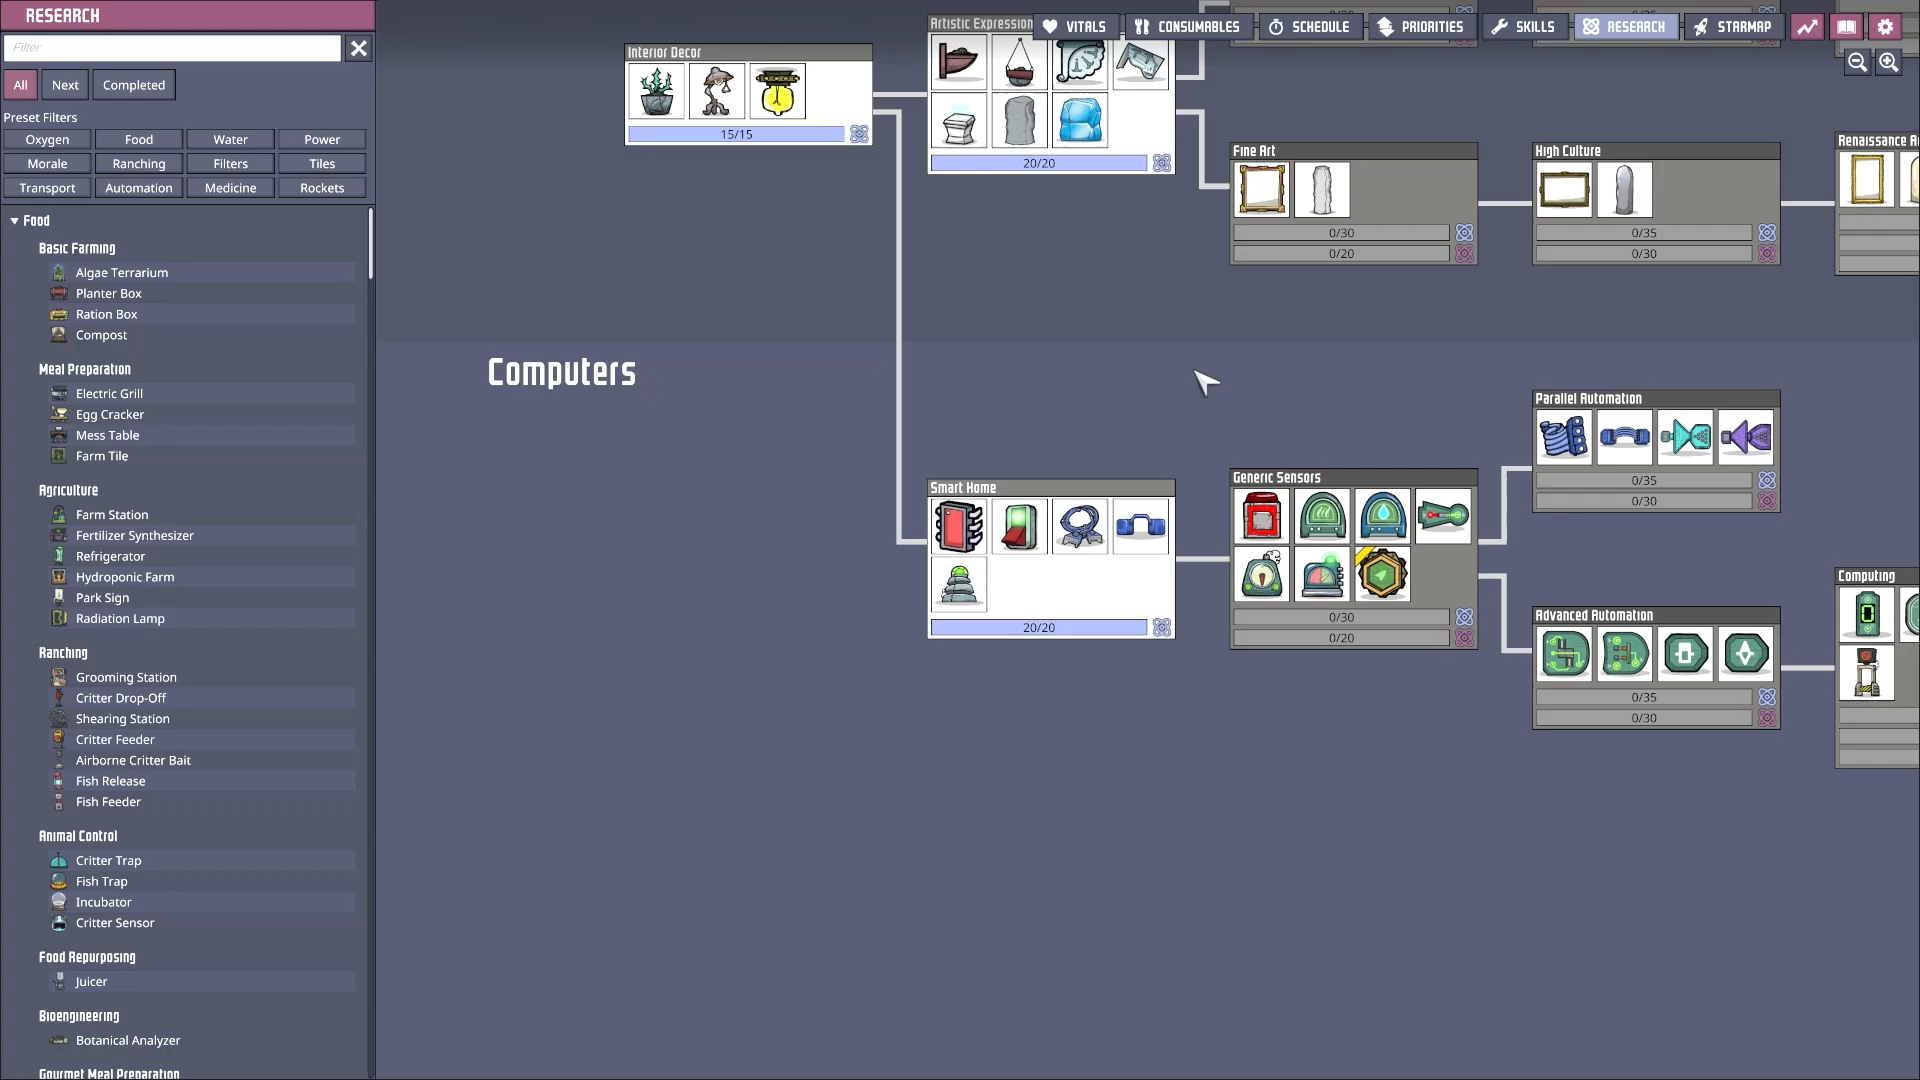 RESEARCH
Filter
All Next Completed
Preset Filters
Oxygen Food Water Power
Morale Ranching Filters Tiles
Transport Automation Medicine Rockets
Food
Basic Farming
Algae Terrarium
Planter Box
Ration Box
Compost
Meal Preparation
Electric Grill
Egg Cracker
Mess Table
Farm Tile
Agriculture
Farm Station
Fertilizer Synthesizer
Refrigerator
Hydroponic Farm
Park Sign
Radiation Lamp
Ranching
Grooming Station
Critter Drop-Off
Shearing Station
Critter Feeder
Airborne Critter Bait
Fish Release
Fish Feeder
Animal Control
Critter Trap
Fish Trap
Incubator
Critter Sensor
Food Repurposing
Juicer
Bioengineering
Botanical Analyzer
Gourmet Meal Preparation
VITALS CONSUMABLES SCHEDULE PRIORITIES SKILLS RESEARCH STARMAP
Interior Decor
15/15
Artistic Expression
20/20
Fine Art
0/30
0/20
High Culture
0/35
0/30
Renaissance
Computers
Smart Home
20/20
Generic Sensors
0/30
0/20
Parallel Automation
0/35
0/30
Advanced Automation
0/35
0/30
Computing